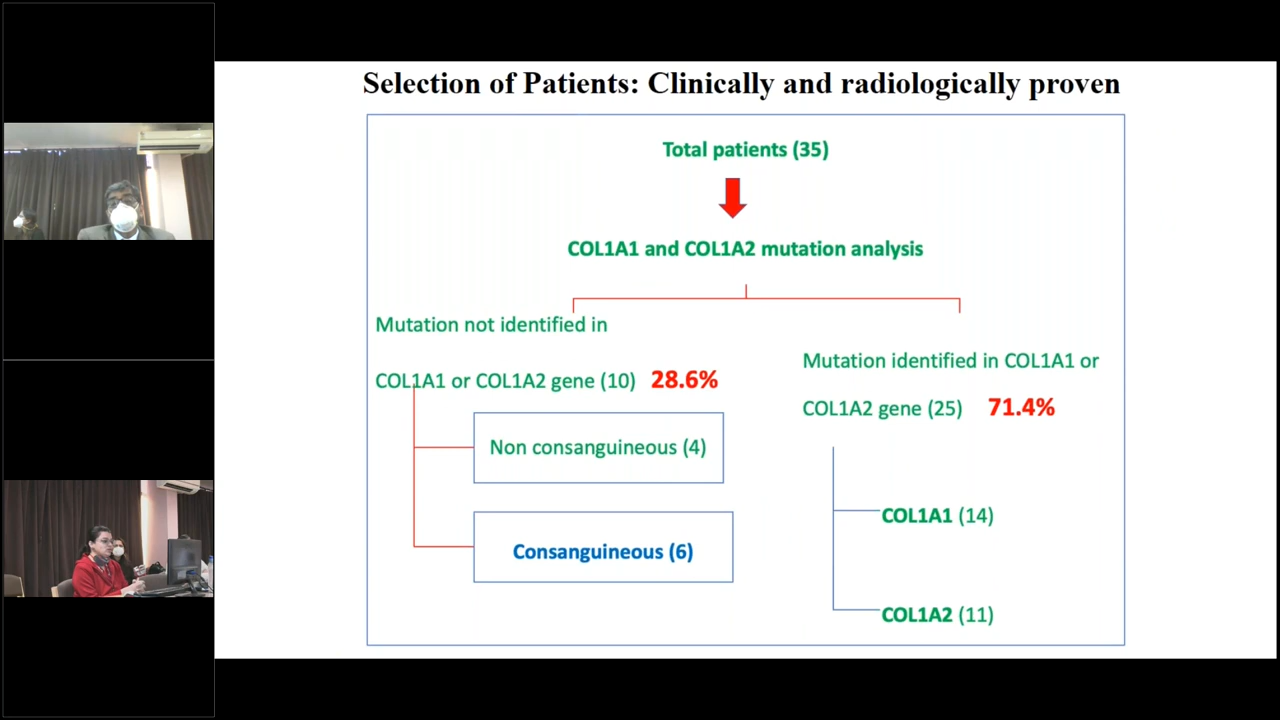 Selection of Patients: Clinically and radiologically proven
Total patients (35)
COL1A1 and COL1A2 mutation analysis
Mutation not identified in
COL1A1 or COL1A2 gene (10) 28.6%
Non consanguineous (4)
Consanguineous (6)
Mutation identified in COL1A1 or
COL1A2 gene (25) 71.4%
COL1A1 (14)
COL1A2 (11)